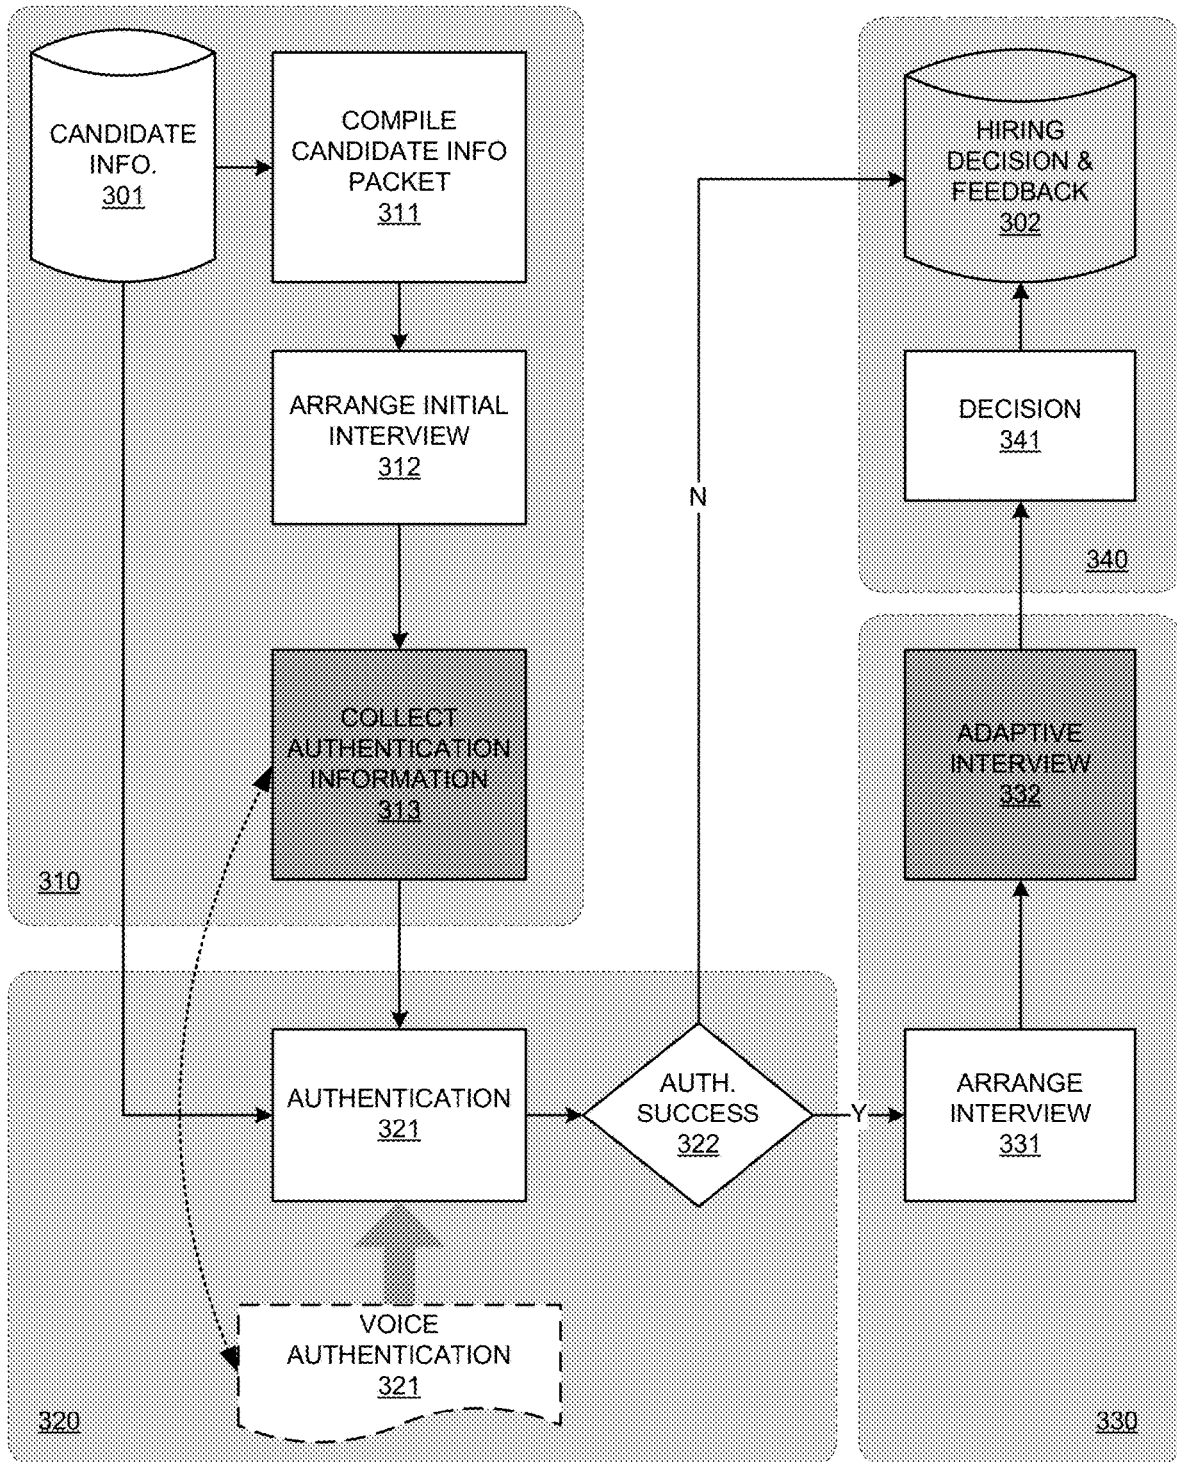 CANDIDATE
INFO.
301
COMPILE
CANDIDATE INFO
PACKET
311
HIRING
DECISION &
FEEDBACK
302
ARRANGE INITIAL
INTERVIEW
312
DECISION
341
N
340
COLLECT
AUTHENTICATION
INFORMATION
313
ADAPTIVE
INTERVIEW
332
310
AUTHENTICATION
321
AUTH.
SUCCESS
322
Y
ARRANGE
INTERVIEW
331
VOICE
AUTHENTICATION
321
320
330